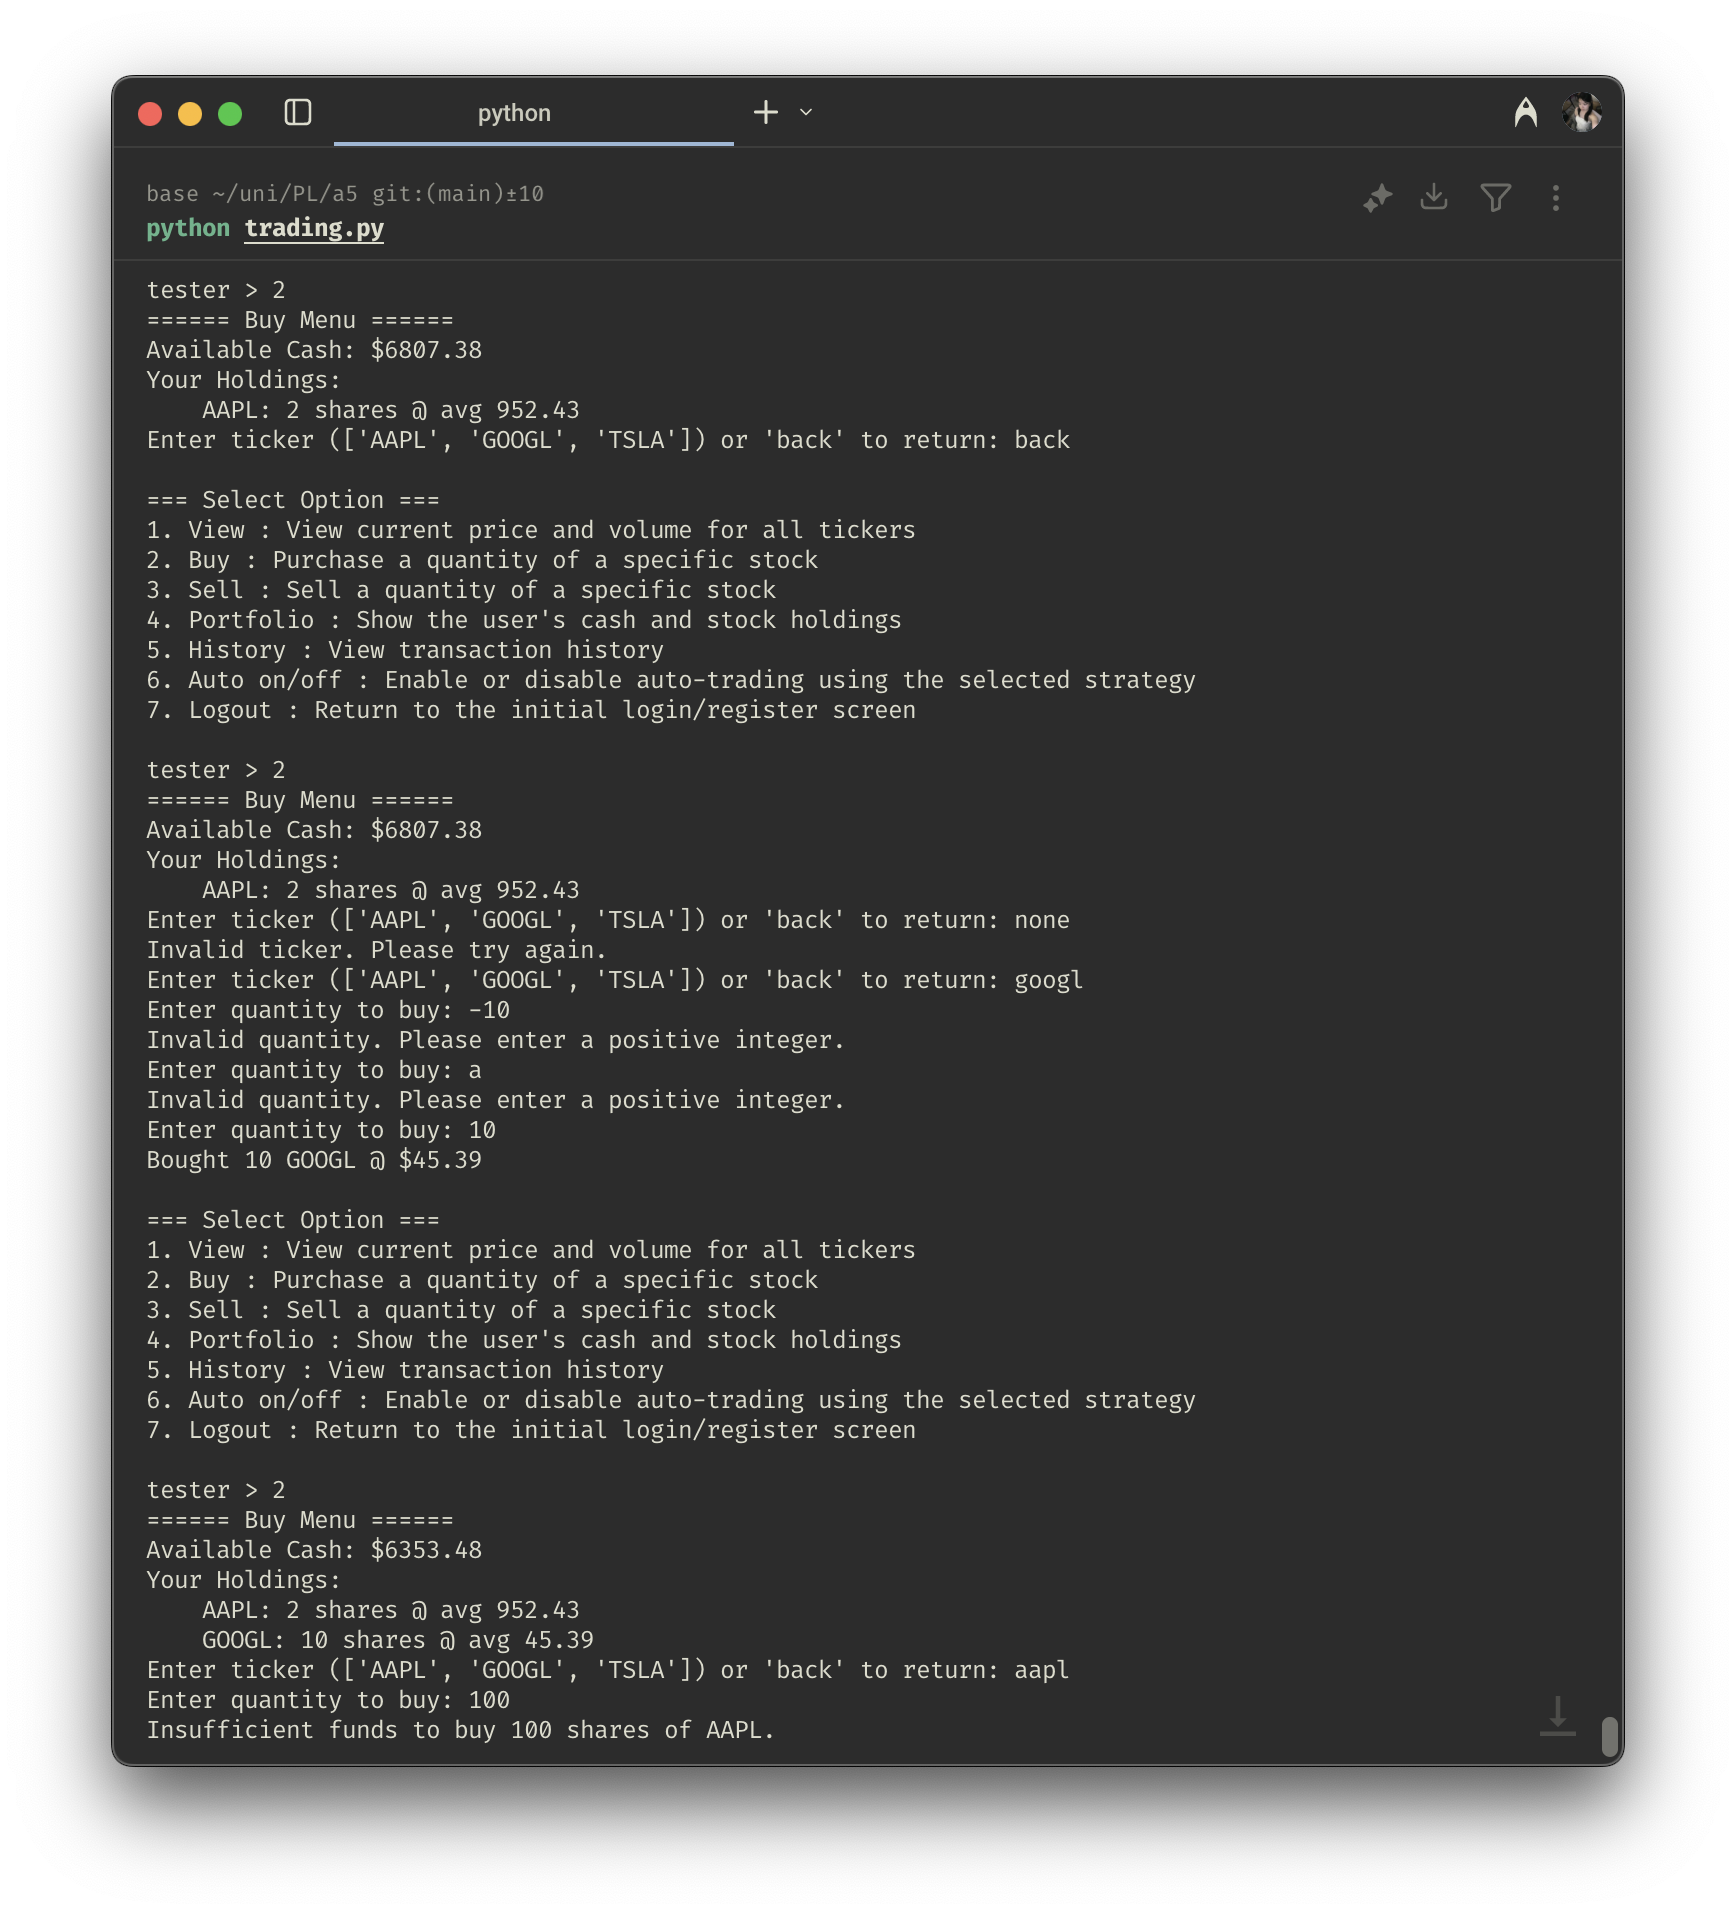 python
base ~/uni/PL/a5 git:(main)±10
python trading.py
tester > 2
====== Buy Menu ======
Available Cash: $6807.38
Your Holdings:
    AAPL: 2 shares @ avg 952.43
Enter ticker (['AAPL', 'GOOGL', 'TSLA']) or 'back' to return: back

=== Select Option ===
1. View : View current price and volume for all tickers
2. Buy : Purchase a quantity of a specific stock
3. Sell : Sell a quantity of a specific stock
4. Portfolio : Show the user's cash and stock holdings
5. History : View transaction history
6. Auto on/off : Enable or disable auto-trading using the selected strategy
7. Logout : Return to the initial login/register screen

tester > 2
====== Buy Menu ======
Available Cash: $6807.38
Your Holdings:
    AAPL: 2 shares @ avg 952.43
Enter ticker (['AAPL', 'GOOGL', 'TSLA']) or 'back' to return: none
Invalid ticker. Please try again.
Enter ticker (['AAPL', 'GOOGL', 'TSLA']) or 'back' to return: googl
Enter quantity to buy: -10
Invalid quantity. Please enter a positive integer.
Enter quantity to buy: a
Invalid quantity. Please enter a positive integer.
Enter quantity to buy: 10
Bought 10 GOOGL @ $45.39

=== Select Option ===
1. View : View current price and volume for all tickers
2. Buy : Purchase a quantity of a specific stock
3. Sell : Sell a quantity of a specific stock
4. Portfolio : Show the user's cash and stock holdings
5. History : View transaction history
6. Auto on/off : Enable or disable auto-trading using the selected strategy
7. Logout : Return to the initial login/register screen

tester > 2
====== Buy Menu ======
Available Cash: $6353.48
Your Holdings:
    AAPL: 2 shares @ avg 952.43
    GOOGL: 10 shares @ avg 45.39
Enter ticker (['AAPL', 'GOOGL', 'TSLA']) or 'back' to return: aapl
Enter quantity to buy: 100
Insufficient funds to buy 100 shares of AAPL.